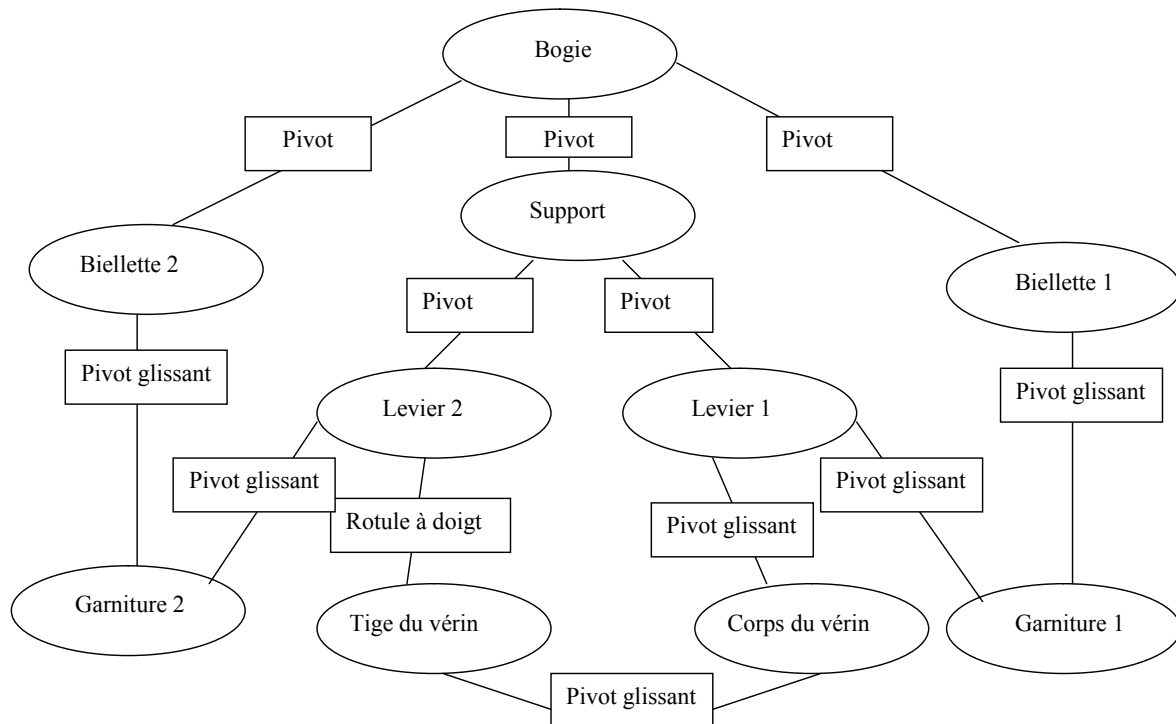 Bogie
Pivot
Pivot
Pivot
Support
Biellette 2
Biellette 1
Pivot
Pivot
Pivot glissant
Pivot glissant
Levier 2
Levier 1
Pivot glissant
Pivot glissant
Rotule à doigt
Pivot glissant
Garniture 2
Tige du vérin
Corps du vérin
Garniture 1
Pivot glissant